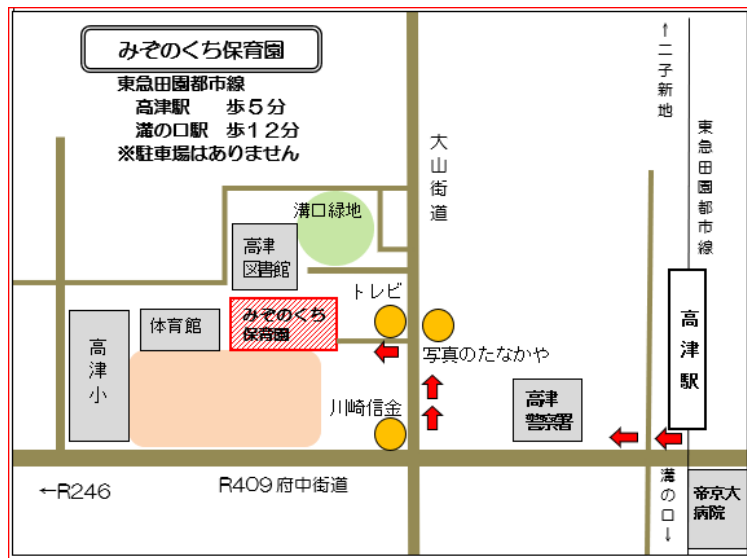 みぞのくち保育園
東急田園都市線
高津駅 歩5分
溝の口駅 歩12分
※駐車場はありません
↑二子新地
大山街道
東急田園都市線
溝口緑地
高津
図書館
トレビ
みぞのくち
保育園
体育館
高津小
写真のたなかや
高津駅
川崎信金
高津
警察署
←R246
R409府中街道
溝の口↓
帝京大
病院